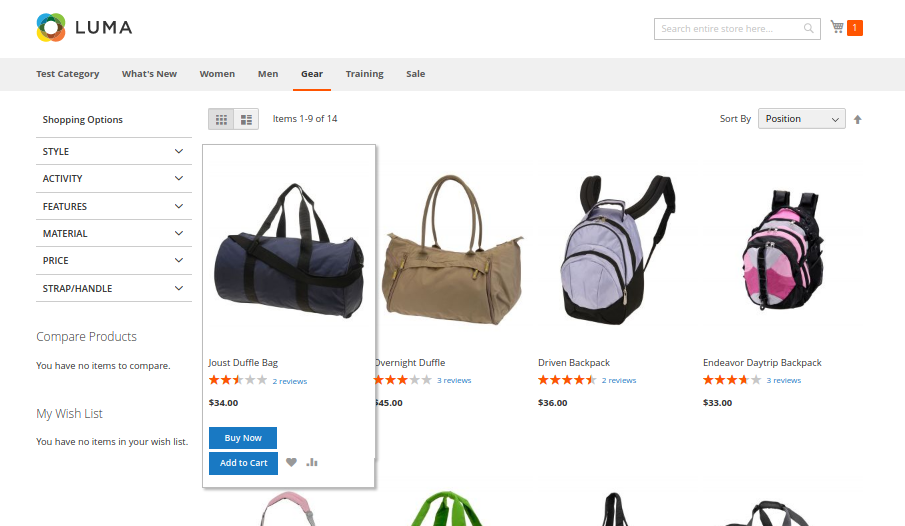 LUMA
Search entire store here...
1
Test Category What's New Women Men Gear Training Sale
Shopping Options
STYLE
ACTIVITY
FEATURES
MATERIAL
PRICE
STRAP/HANDLE
Compare Products
You have no items to compare.
My Wish List
You have no items in your wish list.
Items 1-9 of 14
Sort By Position
Joust Duffle Bag
2 reviews
$34.00
Buy Now
Add to Cart
Overnight Duffle
3 reviews
$45.00
Driven Backpack
2 reviews
$36.00
Endeavor Daytrip Backpack
3 reviews
$33.00